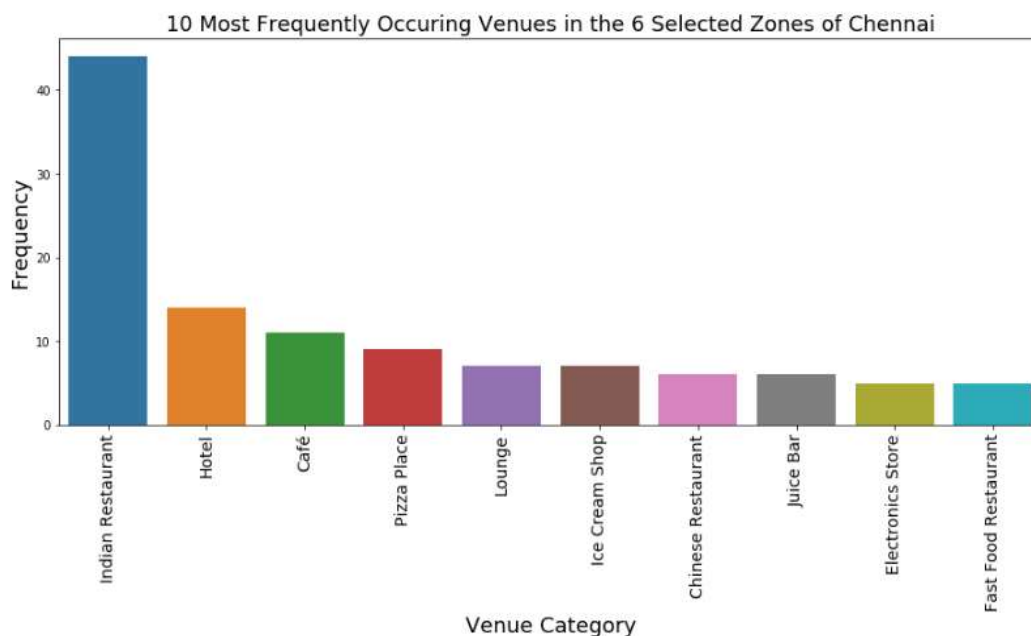 10 Most Frequently Occuring Venues in the 6 Selected Zones of Chennai
Frequency
40
30
20
10
0
Indian Restaurant
Hotel
Café
Pizza Place
Lounge
Ice Cream Shop
Chinese Restaurant
Juice Bar
Electronics Store
Fast Food Restaurant
Venue Category